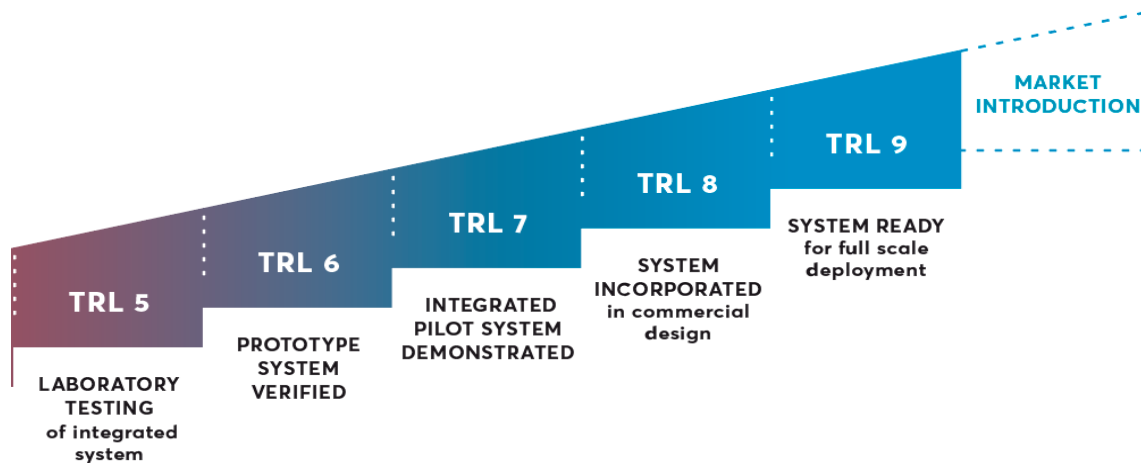 MARKET
INTRODUCTION
TRL 9
TRL 8
TRL 7
TRL 6
TRL 5
SYSTEM READY
for full scale
deployment
SYSTEM
INCORPORATED
in commercial
design
INTEGRATED
PILOT SYSTEM
DEMONSTRATED
PROTOTYPE
SYSTEM
VERIFIED
LABORATORY
TESTING
of integrated
system